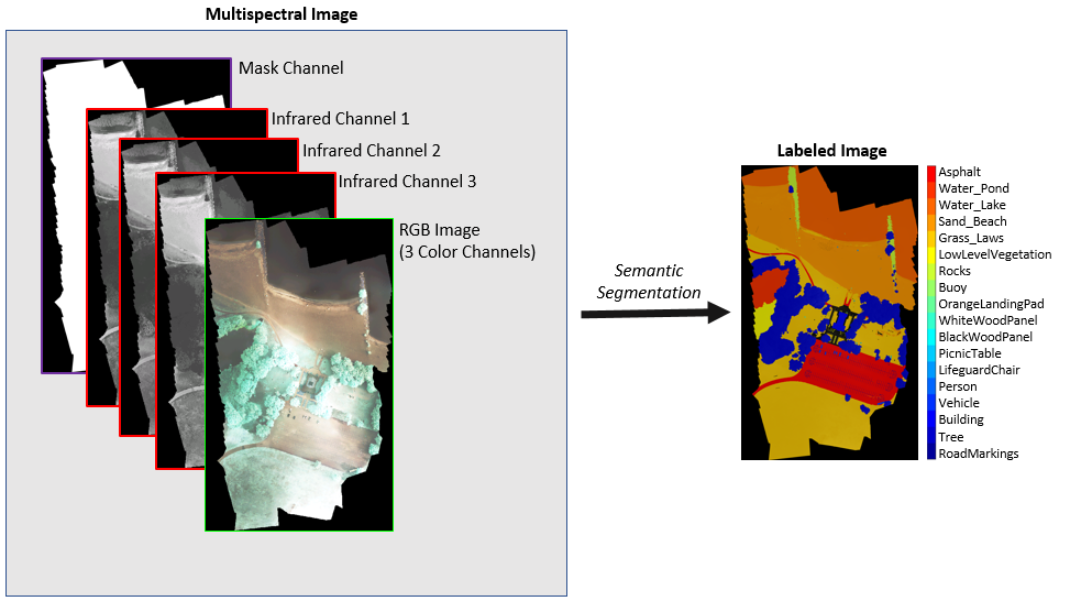 Multispectral Image
Mask Channel
Infrared Channel 1
Infrared Channel 2
Infrared Channel 3
RGB Image
(3 Color Channels)
Semantic
Segmentation
Labeled Image
Asphalt
Water_Pond
Water_Lake
Sand_Beach
Grass_Laws
LowLevelVegetation
Rocks
Buoy
OrangeLandingPad
WhiteWoodPanel
BlackWoodPanel
PicnicTable
LifeguardChair
Person
Vehicle
Building
Tree
RoadMarkings